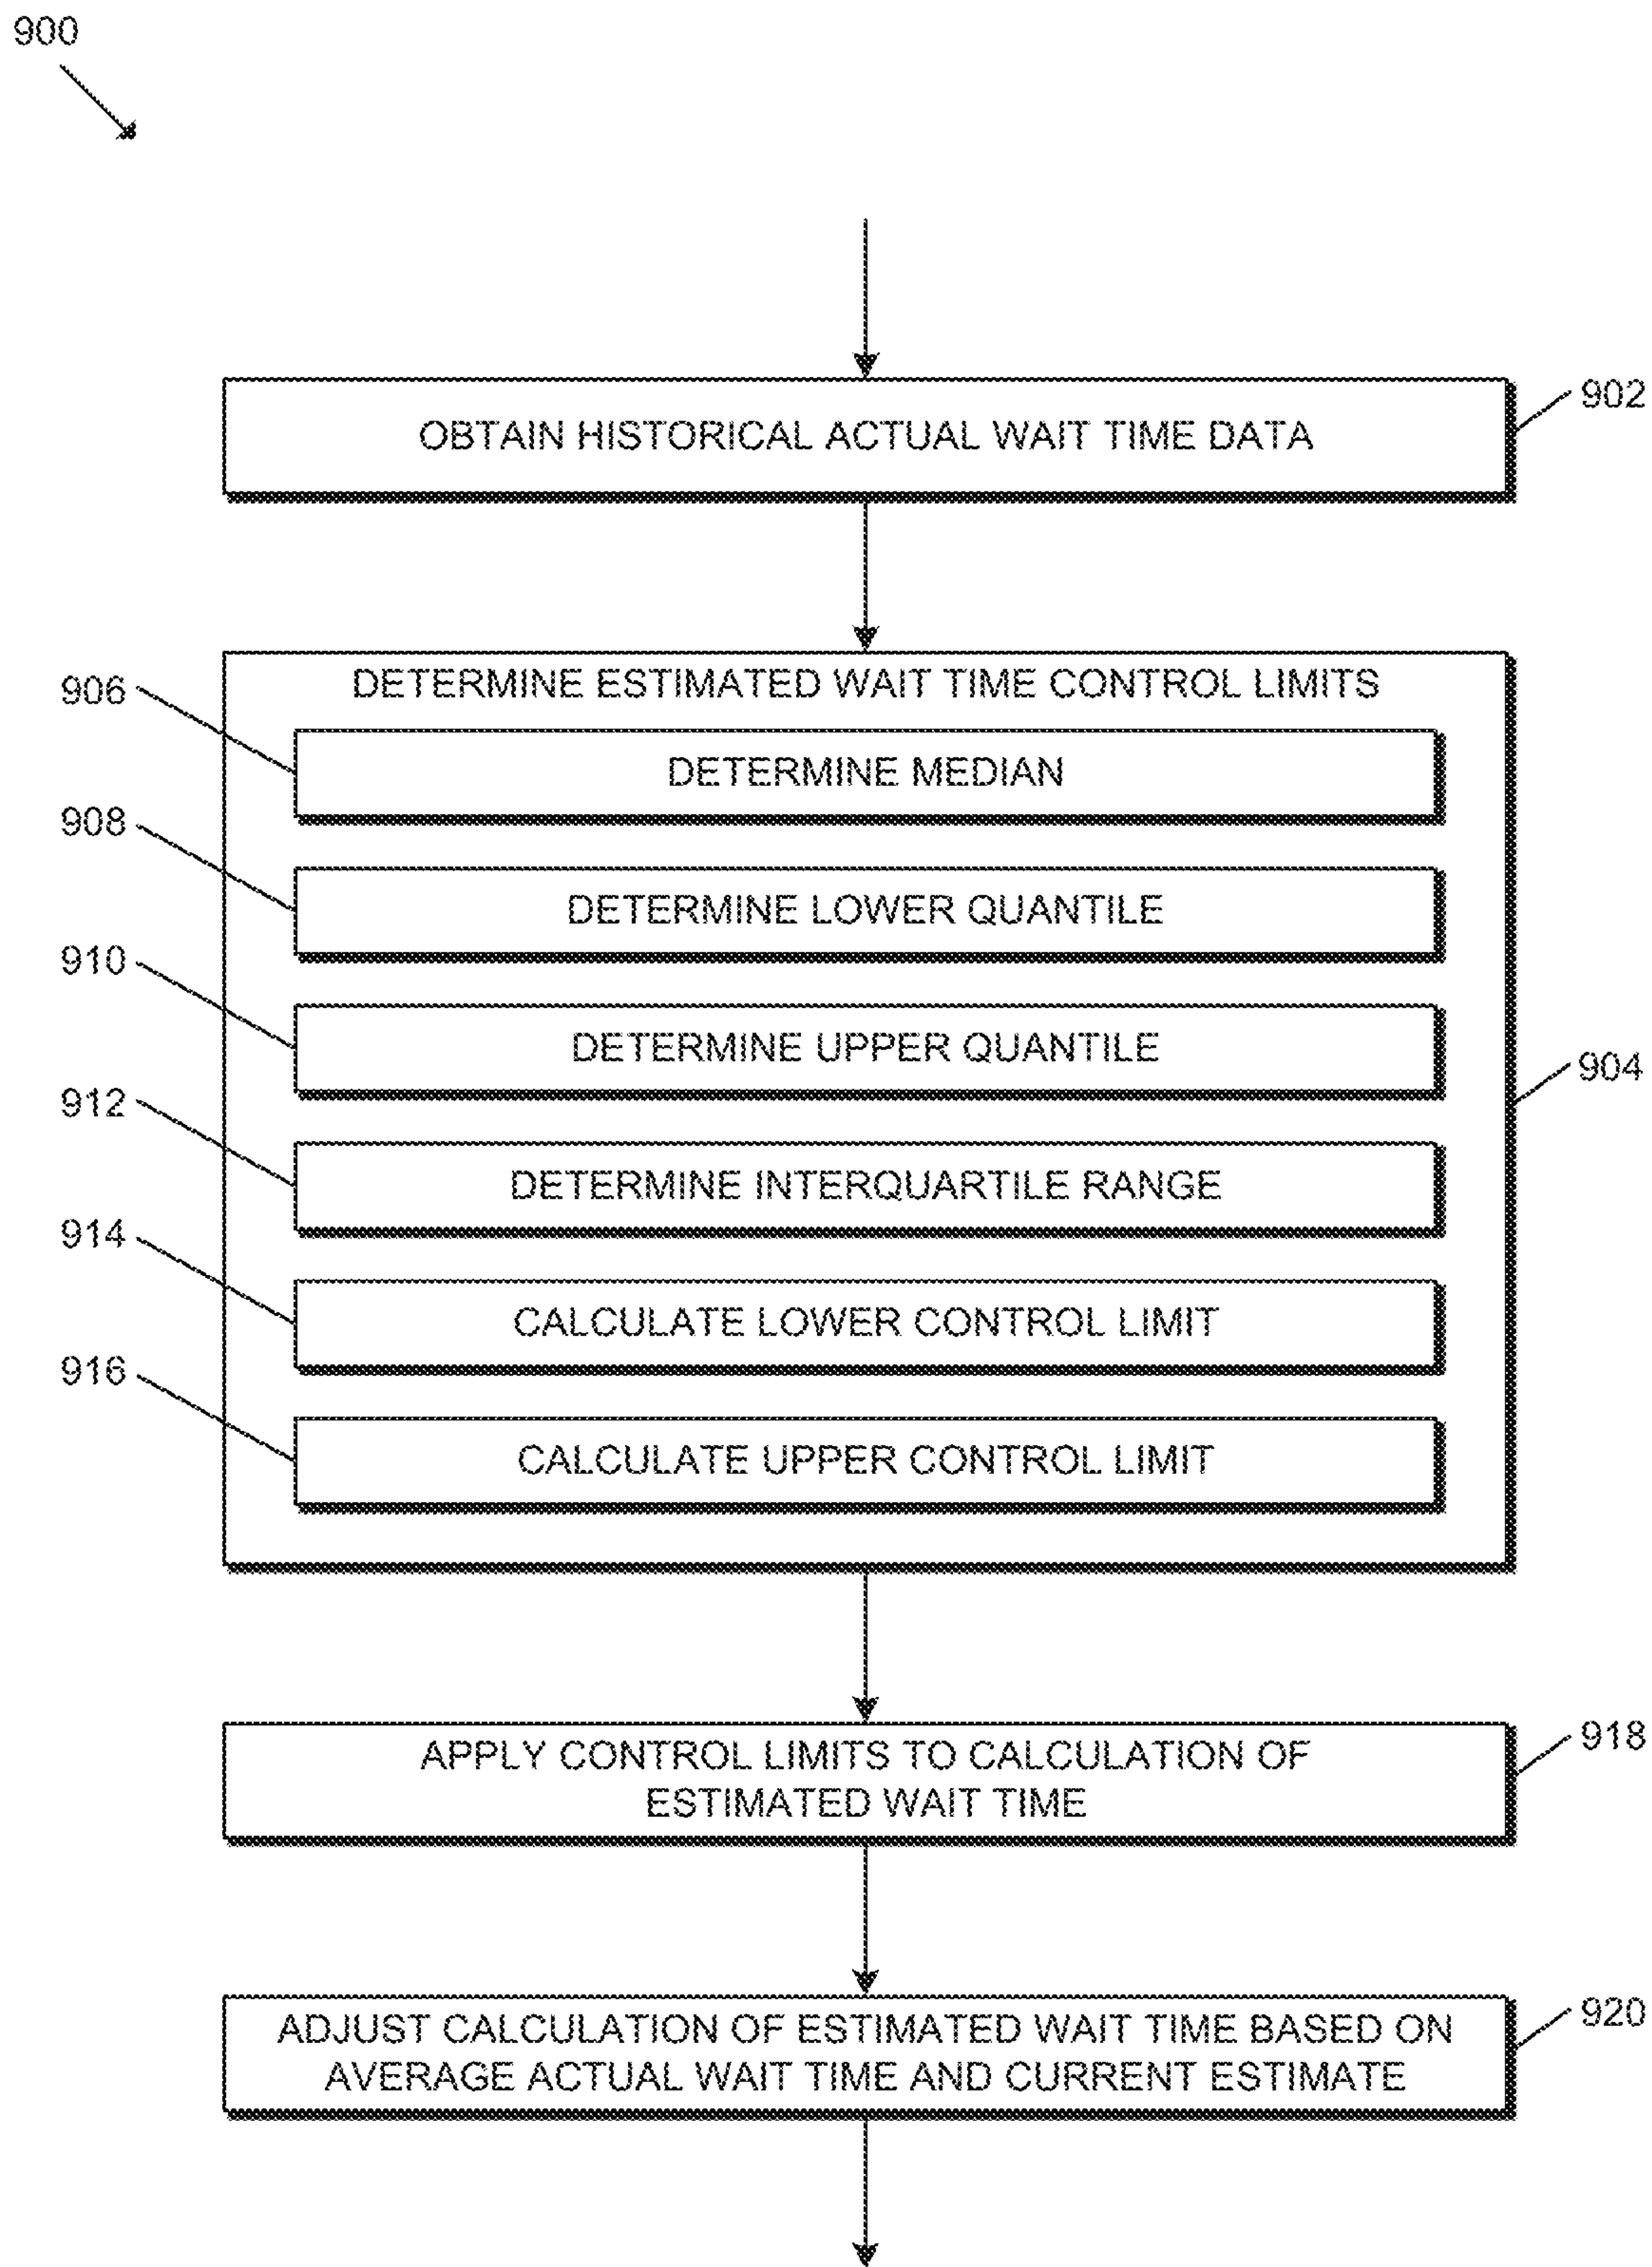 900
OBTAIN HISTORICAL ACTUAL WAIT TIME DATA
902
DETERMINE ESTIMATED WAIT TIME CONTROL LIMITS
904
906
DETERMINE MEDIAN
908
DETERMINE LOWER QUANTILE
910
DETERMINE UPPER QUANTILE
912
DETERMINE INTERQUARTILE RANGE
914
CALCULATE LOWER CONTROL LIMIT
916
CALCULATE UPPER CONTROL LIMIT
APPLY CONTROL LIMITS TO CALCULATION OF
ESTIMATED WAIT TIME
918
ADJUST CALCULATION OF ESTIMATED WAIT TIME BASED ON
AVERAGE ACTUAL WAIT TIME AND CURRENT ESTIMATE
920